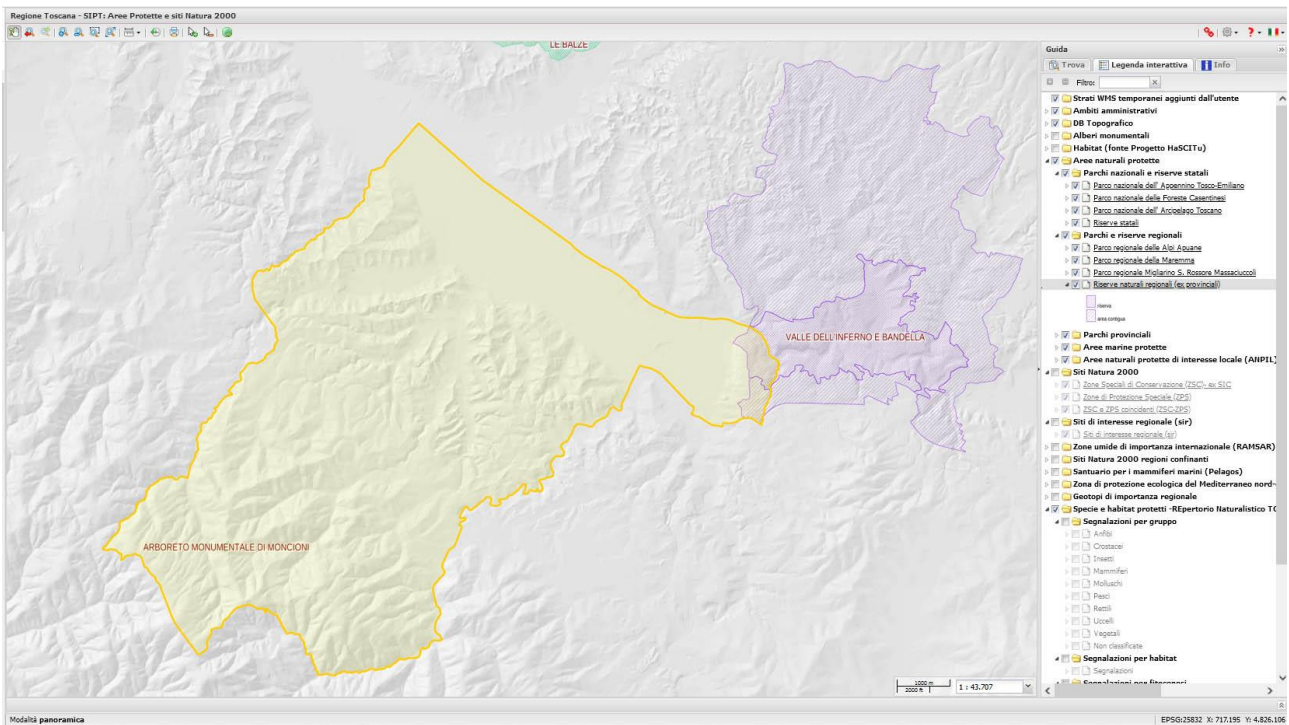 Regione Toscana - SIPT: Aree Protette e siti Natura 2000
LE BALZE
VALLE DELL'INFERNO E BANDELLA
ARBORETO MONUMENTALE DI MONCIONI
1000 m
2000 ft
1 : 43.707
Guida
Trova Legenda interattiva Info
Filtro:
Strati WMS temporanei aggiunti dall'utente
Ambiti amministrativi
DB Topografico
Alberi monumentali
Habitat (fonte Progetto HaSCITu)
Aree naturali protette
Parchi nazionali e riserve statali
Parco nazionale dell' Appennino Tosco-Emiliano
Parco nazionale delle Foreste Casentinesi
Parco nazionale dell' Arcipelago Toscano
Riserve statali
Parchi e riserve regionali
Parco regionale delle Alpi Apuane
Parco regionale della Maremma
Parco regionale Migliarino S. Rossore Massaciuccoli
Riserve naturali regionali (ex provinciali)
riserva
area contigua
Parchi provinciali
Aree marine protette
Aree naturali protette di interesse locale (ANPIL)
Siti Natura 2000
Zone Speciali di Conservazione (ZSC)- ex SIC
Zone di Protezione Speciale (ZPS)
ZSC e ZPS coincidenti (ZSC-ZPS)
Siti di interesse regionale (sir)
Siti di interesse regionale (sir)
Zone umide di importanza internazionale (RAMSAR)
Siti Natura 2000 regioni confinanti
Santuario per i mammiferi marini (Pelagos)
Zona di protezione ecologica del Mediterraneo nord-
Geotopi di importanza regionale
Specie e habitat protetti -REpertorio Naturalistico TO
Segnalazioni per gruppo
Anfibi
Crostacei
Insetti
Mammiferi
Molluschi
Pesci
Rettili
Uccelli
Vegetali
Non classificate
Segnalazioni per habitat
Segnalazioni
Segnalazioni per fitocenosi
Modalità panoramica
EPSG:25832 X: 717.195 Y: 4.826.106